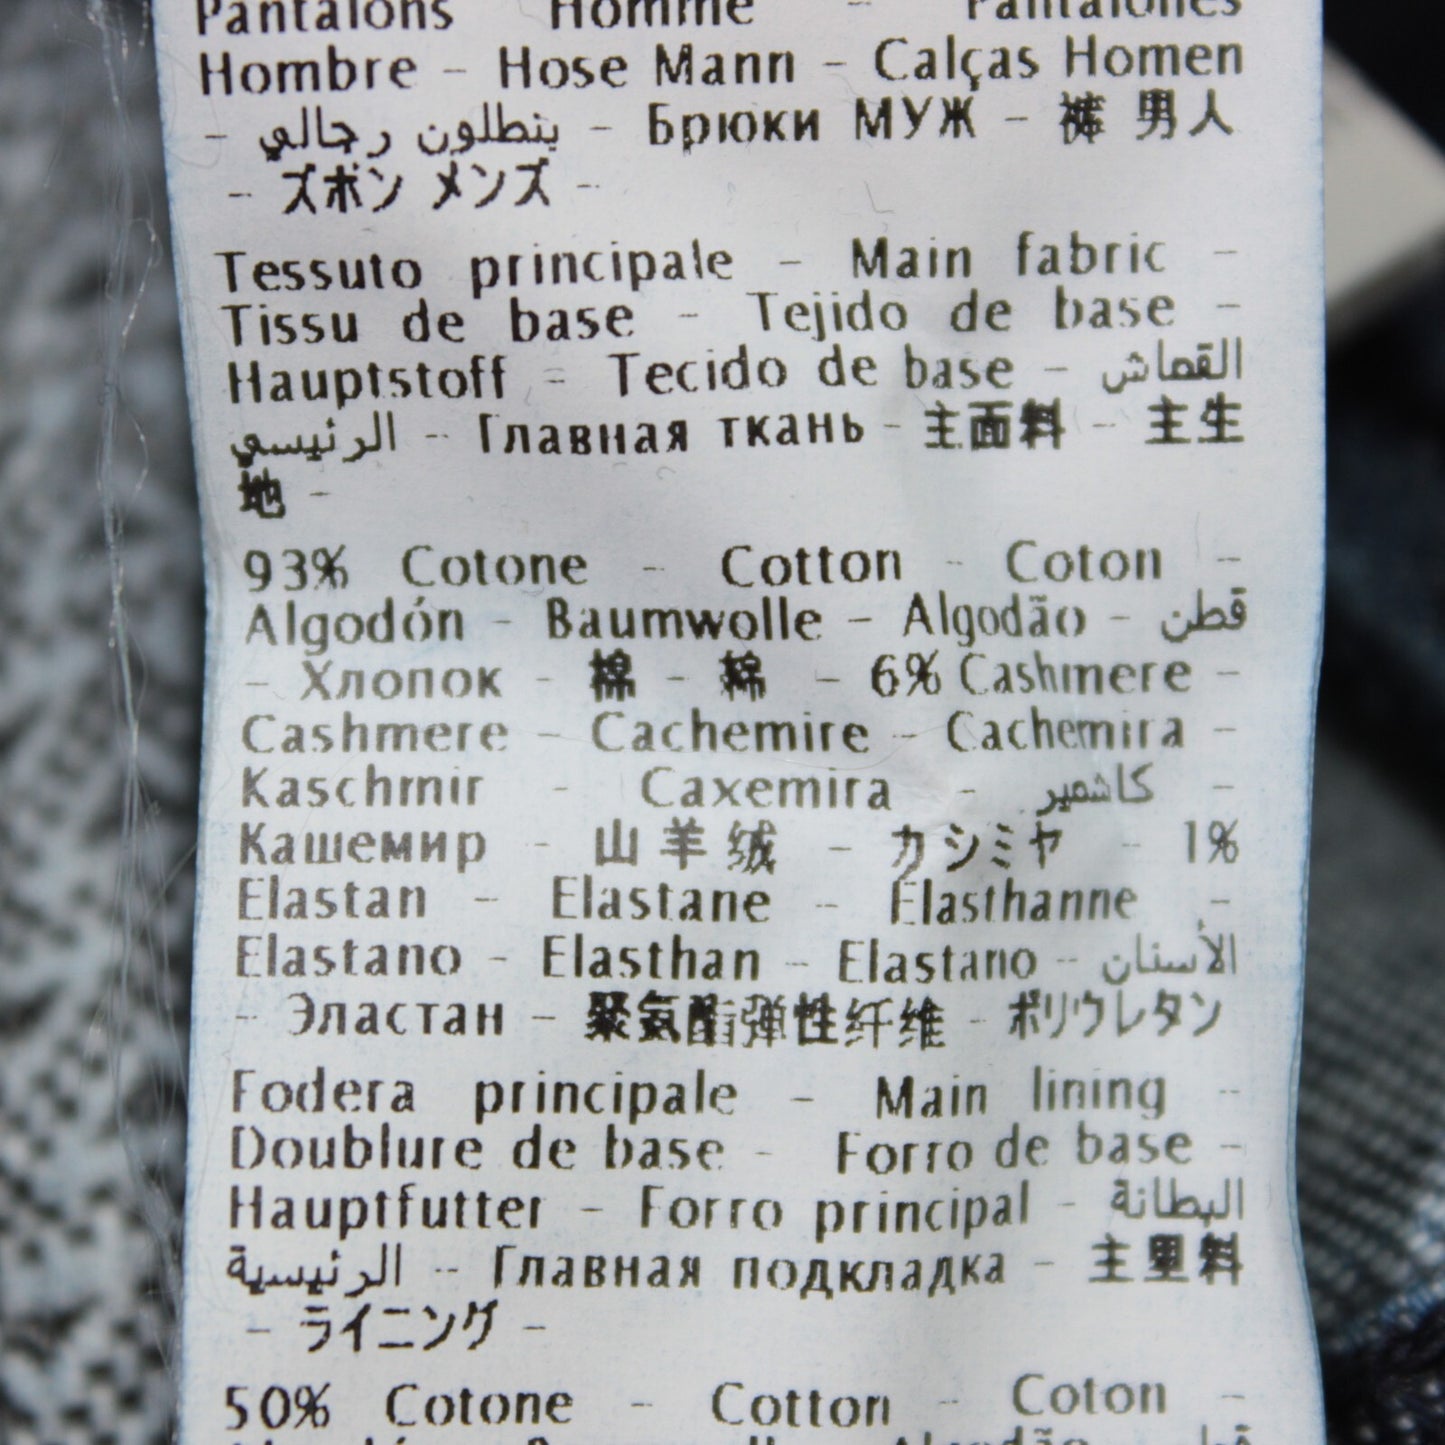 Pantalons Homme - Pantalones
Hombre - Hose Mann - Calças Homen
- بنطلون رجالي - Брюки МУЖ - 裤 男人
- ズボン メンズ -
Tessuto principale - Main fabric -
Tissu de base - Tejido de base -
Hauptstoff - Tecido de base - القماش
الرئيسي - Главная ткань - 主面料 - 主生
地 -
93% Cotone - Cotton - Coton -
Algodón - Baumwolle - Algodão - قطن
- Хлопок - 棉 - 綿 - 6% Cashmere -
Cashmere - Cachemire - Cachemira -
Kaschmir - Caxemira - كاشمير -
Кашемир - 山羊绒 - カシミヤ - 1%
Elastan - Elastane - Elasthanne -
Elastano - Elasthan - Elastano - الأستان
- Эластан - 聚氨酯弹性纤维 - ポリウレタン
Fodera principale - Main lining -
Doublure de base - Forro de base -
Hauptfutter - Forro principal - البطانة
الرئيسية - Главная подкладка - 主里料
- ライニング -
50% Cotone - Cotton - Coton -